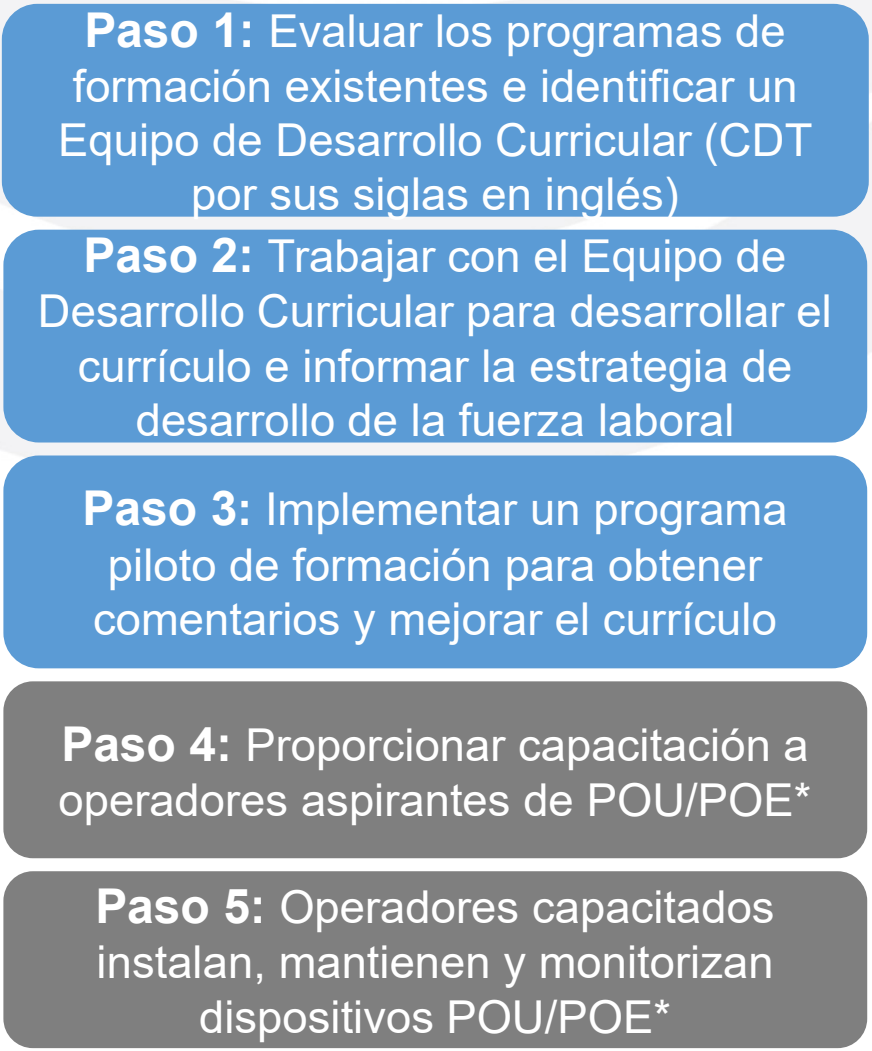 Paso 1: Evaluar los programas de
formación existentes e identificar un
Equipo de Desarrollo Curricular (CDT
por sus siglas en inglés)
Paso 2: Trabajar con el Equipo de
Desarrollo Curricular para desarrollar el
currículo e informar la estrategia de
desarrollo de la fuerza laboral
Paso 3: Implementar un programa
piloto de formación para obtener
comentarios y mejorar el currículo
Paso 4: Proporcionar capacitación a
operadores aspirantes de POU/POE*
Paso 5: Operadores capacitados
instalan, mantienen y monitorizan
dispositivos POU/POE*